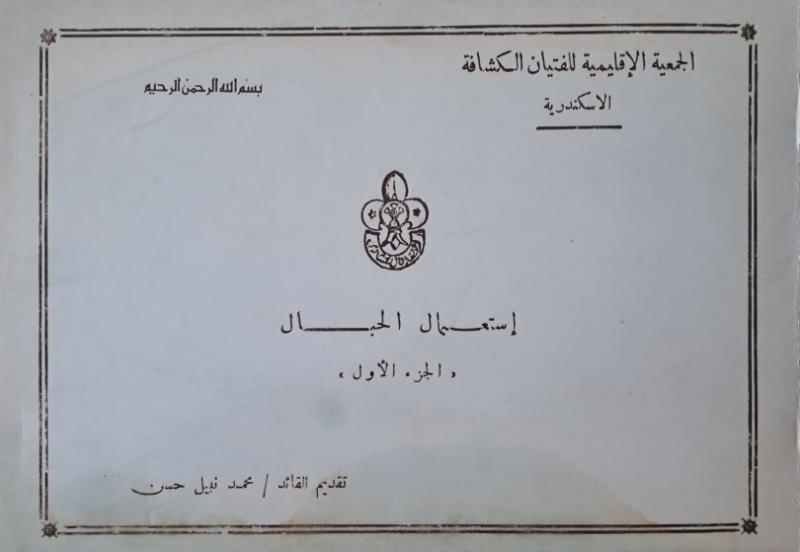 الجمعية الإقليمية للفتيان الكشافة
الاسكندرية
بسم الله الرحمن الرحيم
إستعمال الحبال
« الجزء الأول »
تقديم القائد / محمد نبيل حسن